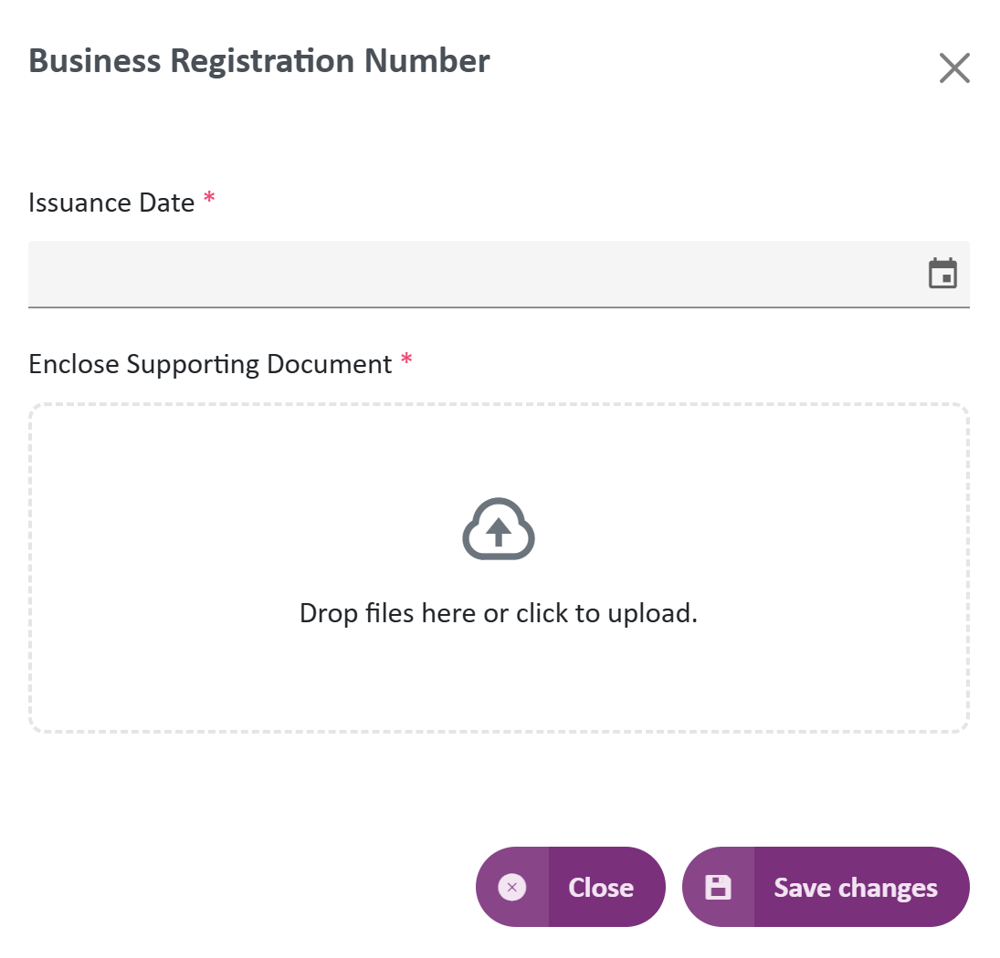 Business Registration Number
Issuance Date *
Enclose Supporting Document *
Drop files here or click to upload.
Close
Save changes